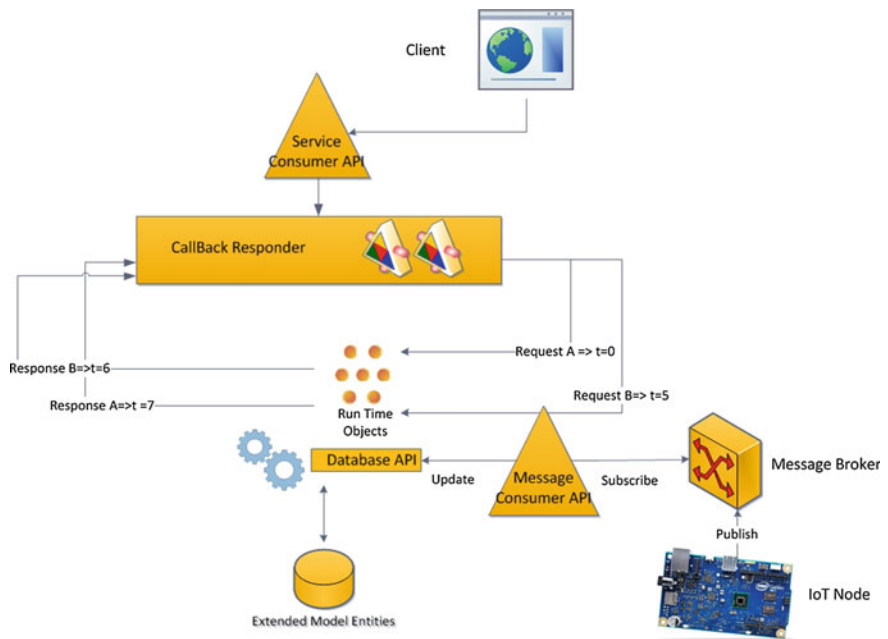 Client
Service
Consumer API
CallBack Responder
Request A => t=0
Response B=>t=6
Request B=> t=5
Response A=>t =7
Run Time
Objects
Database API
Update
Message
Consumer API
Subscribe
Message Broker
Publish
IoT Node
Extended Model Entities